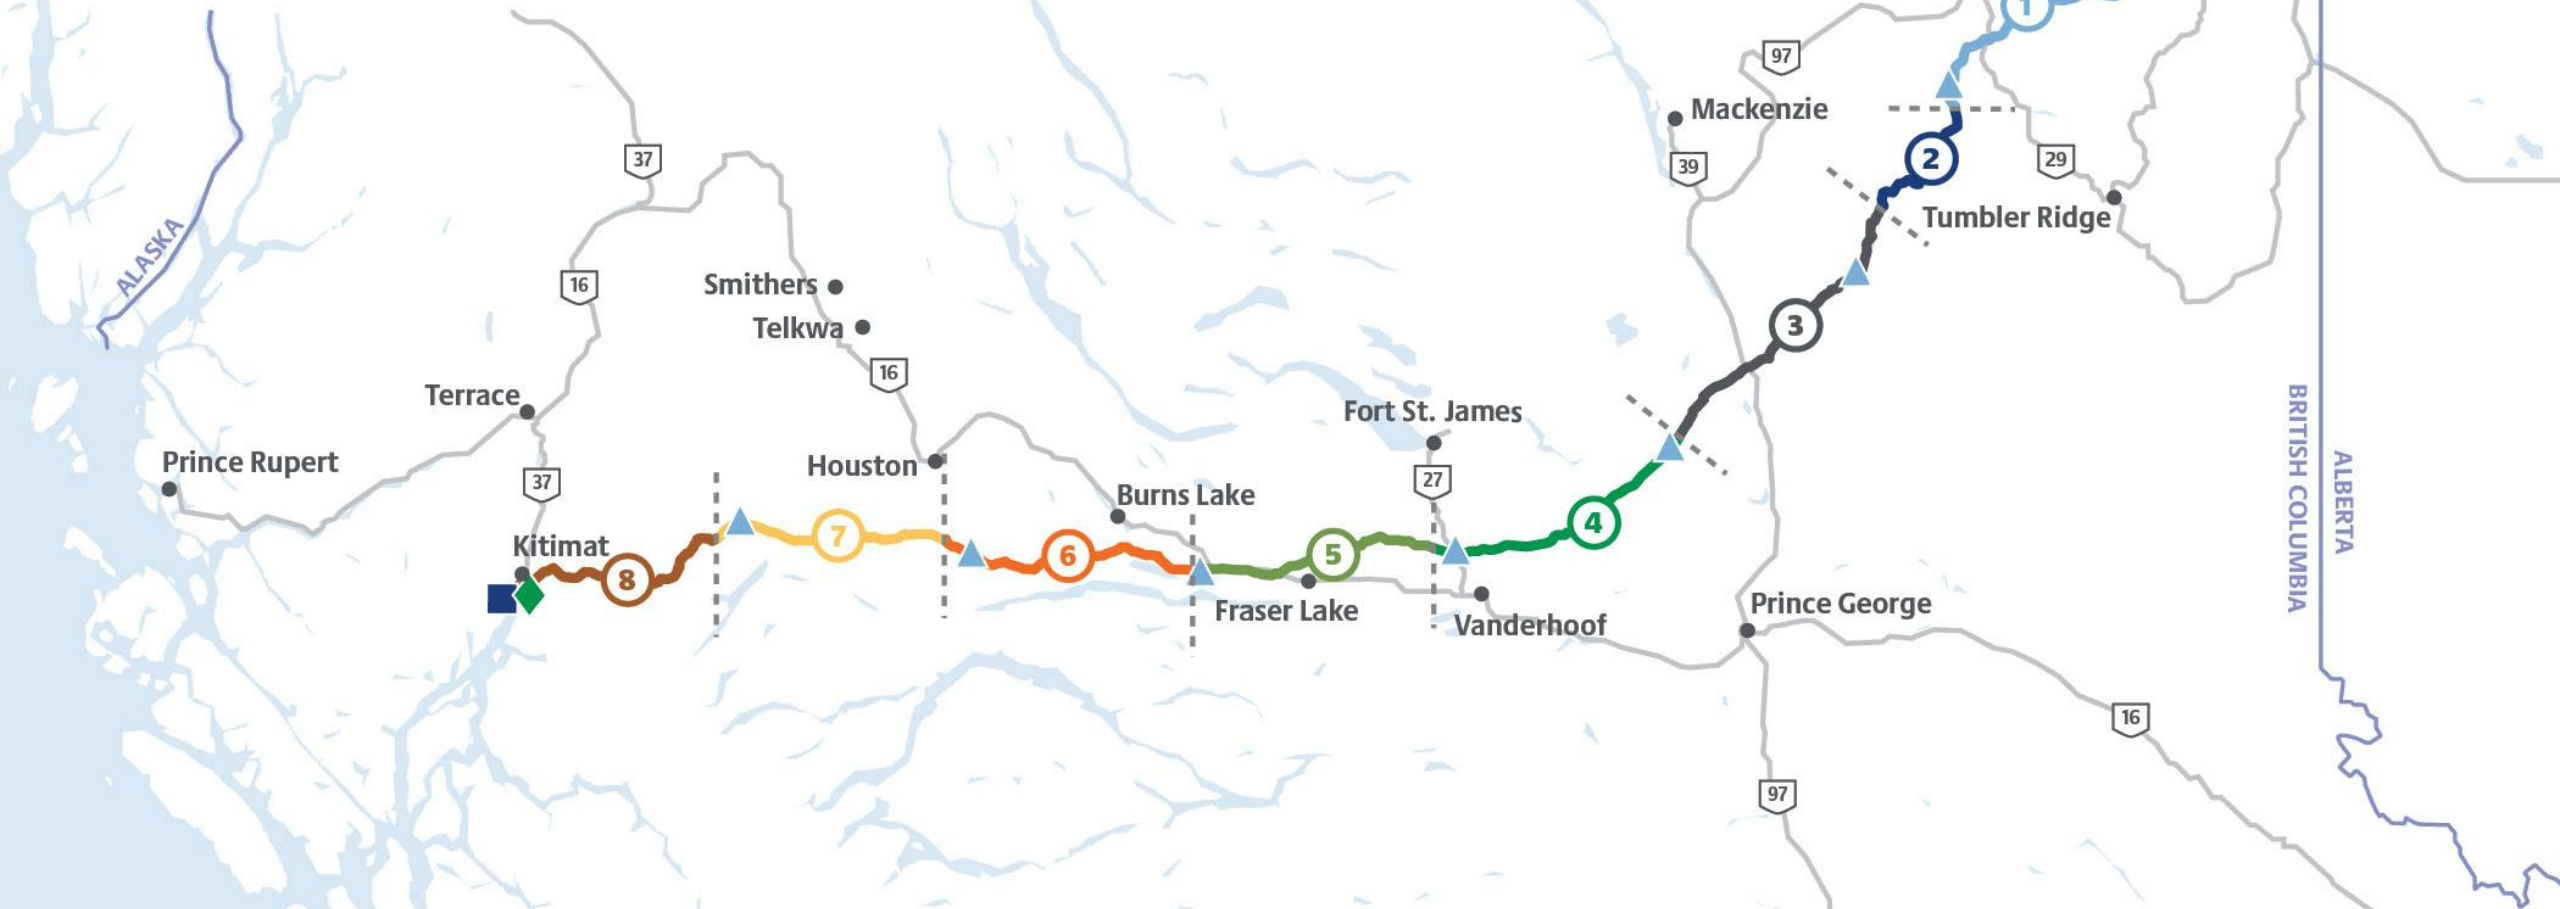 1
97
Mackenzie
2
39
29
37
Tumbler Ridge
ALASKA
16
Smithers
Telkwa
3
16
Terrace
Fort St. James
Prince Rupert
Houston
27
37
Burns Lake
BRITISH COLUMBIA
ALBERTA
4
7
Kitimat
5
6
8
Fraser Lake
Vanderhoof
Prince George
16
97